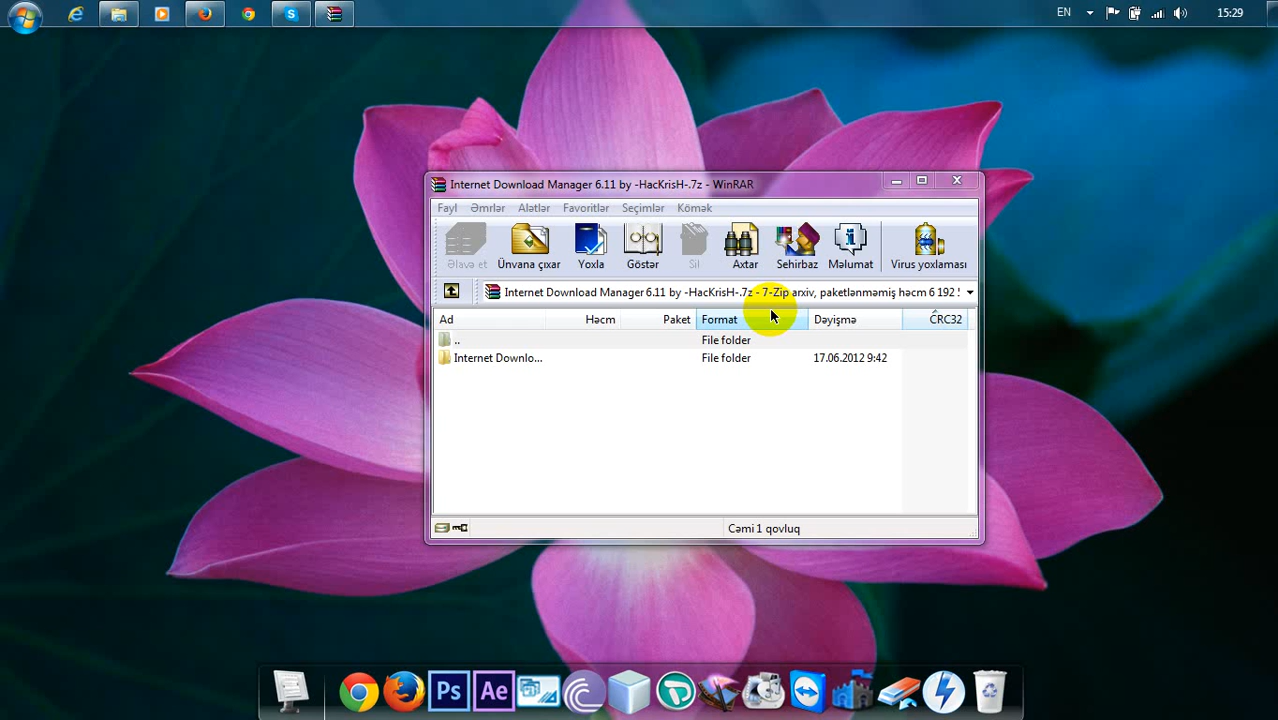 EN
15:29
Internet Download Manager 6.11 by -HacKrisH-.7z - WinRAR
Fayl Əmrlər Alətlər Favoritlər Seçimlər Kömək
Əlavə et Ünvana çıxar Yoxla Göstər Sil Axtar Sehirbaz Məlumat Virus yoxlaması
Internet Download Manager 6.11 by -HacKrisH-.7z - 7-Zip arxiv, paketlənməmiş həcm 6 192 5
Ad Həcm Paket Format Dəyişmə CRC32
.. File folder
Internet Downlo... File folder 17.06.2012 9:42
Cəmi 1 qovluq
Ps Ae